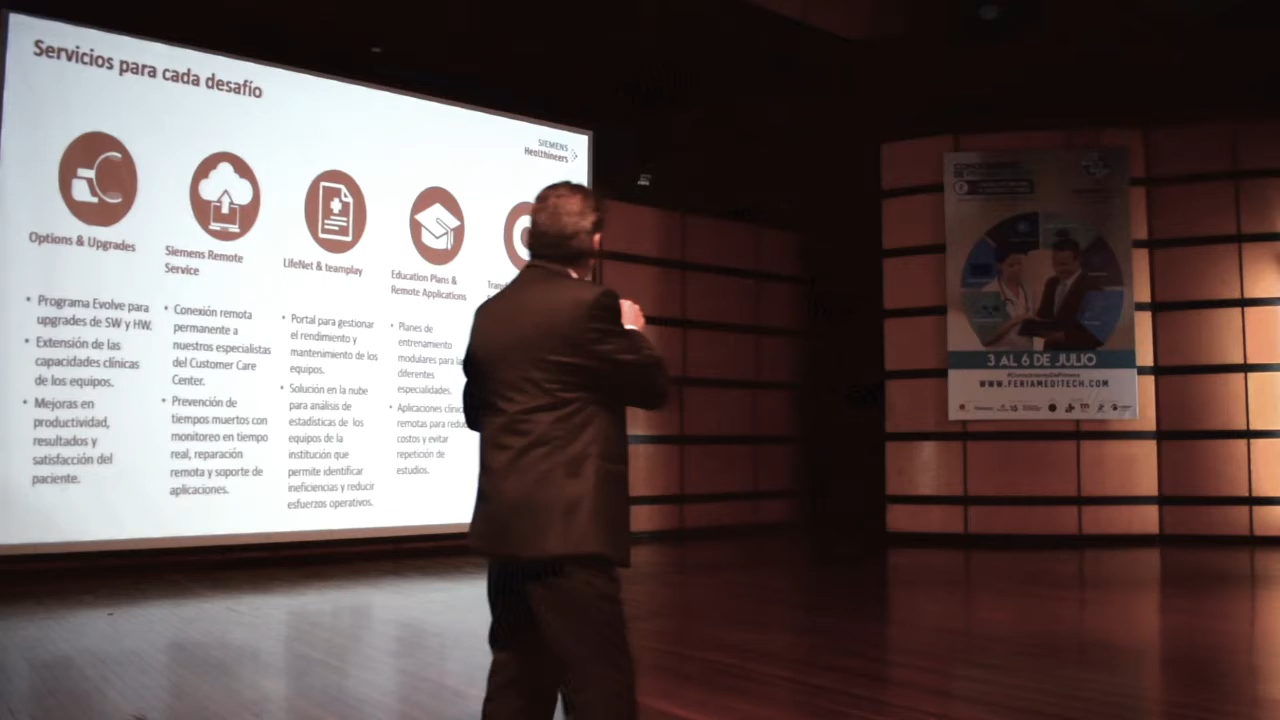 Servicios para cada desafío
SIEMENS
Healthineers
Options & Upgrades
• Programa Evolve para
upgrades de SW y HW.
• Extensión de las
capacidades clínicas
de los equipos.
• Mejoras en
productividad,
resultados y
satisfacción del
paciente.
Siemens Remote
Service
• Conexión remota
permanente a
nuestros especialistas
del Customer Care
Center.
• Prevención de
tiempos muertos con
monitoreo en tiempo
real, reparación
remota y soporte de
aplicaciones.
LifeNet & teamplay
• Portal para gestionar
el rendimiento y
mantenimiento de los
equipos.
• Solución en la nube
para análisis de
estadísticas de los
equipos de la
institución que
permite identificar
ineficiencias y reducir
esfuerzos operativos.
Education Plans &
Remote Applications
• Planes de
entrenamiento
modulares para la
diferentes
especialidades.
• Aplicaciones clínic
remotas para redu
costos y evitar
repetición de
estudios.
CONOCIMIENTO
3 AL 6 DE JULIO
#ConocimientoDePrimera
WWW.FERIAMEDITECH.COM